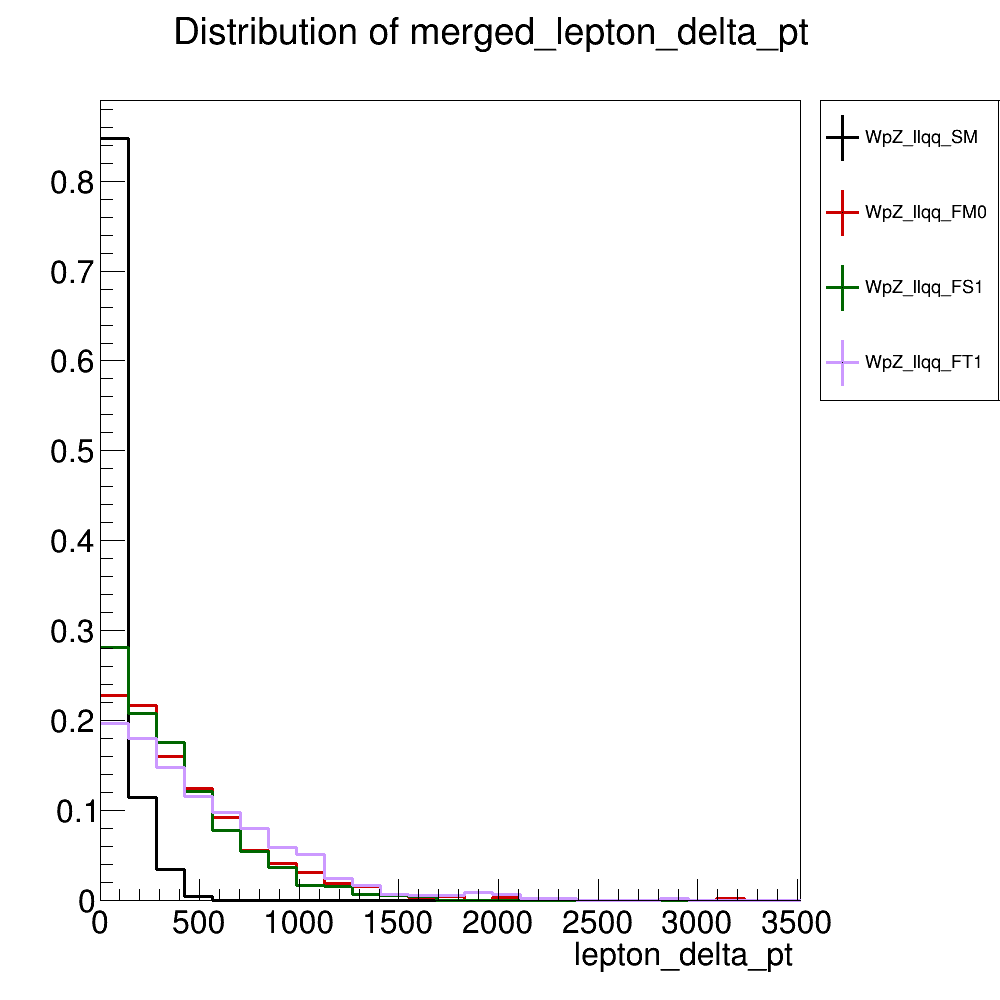 Distribution of merged_lepton_delta_pt
WpZ_llqq_SM
WpZ_llqq_FM0
WpZ_llqq_FS1
WpZ_llqq_FT1
0.8
0.7
0.6
0.5
0.4
0.3
0.2
0.1
0
0 500 1000 1500 2000 2500 3000 3500
lepton_delta_pt